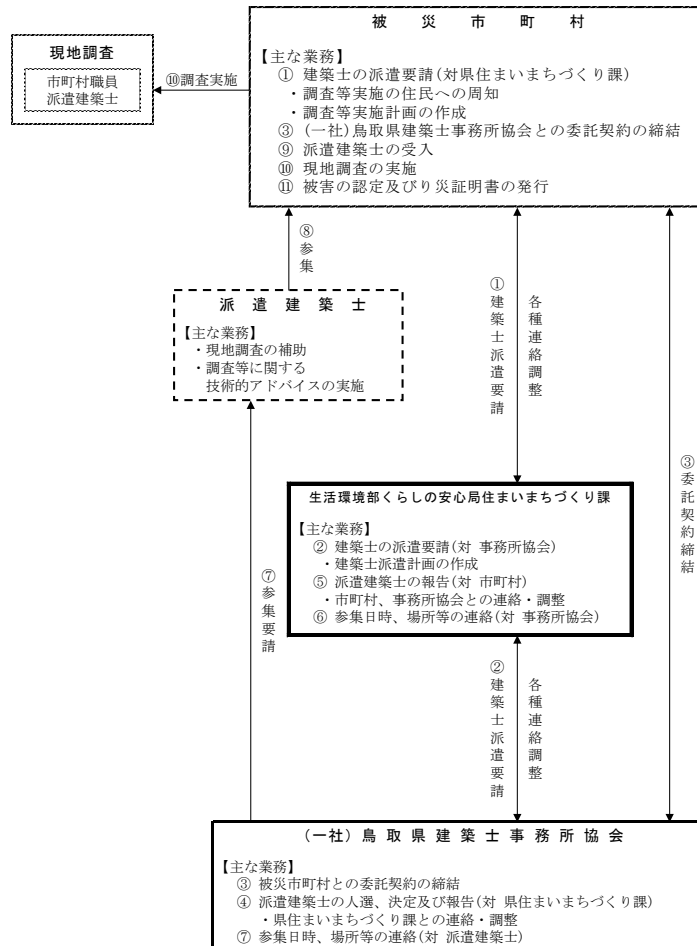 被災市町村
【主な業務】
① 建築士の派遣要請(対県住まいまちづくり課)
・調査等実施の住民への周知
・調査等実施計画の作成
③ (一社)鳥取県建築士事務所協会との委託契約の締結
⑨ 派遣建築士の受入
⑩ 現地調査の実施
⑪ 被害の認定及びり災証明書の発行
現地調査
市町村職員
派遣建築士
⑩調査実施
⑧参集
派遣建築士
【主な業務】
・現地調査の補助
・調査等に関する
技術的アドバイスの実施
①建築士派遣要請
各種連絡調整
③委託契約締結
生活環境部くらしの安心局住まいまちづくり課
【主な業務】
② 建築士の派遣要請(対 事務所協会)
・建築士派遣計画の作成
⑤ 派遣建築士の報告(対 市町村)
・市町村、事務所協会との連絡・調整
⑥ 参集日時、場所等の連絡(対 事務所協会)
⑦参集要請
②建築士派遣要請
各種連絡調整
(一社)鳥取県建築士事務所協会
【主な業務】
③ 被災市町村との委託契約の締結
④ 派遣建築士の人選、決定及び報告(対 県住まいまちづくり課)
・県住まいまちづくり課との連絡・調整
⑦ 参集日時、場所等の連絡(対 派遣建築士)